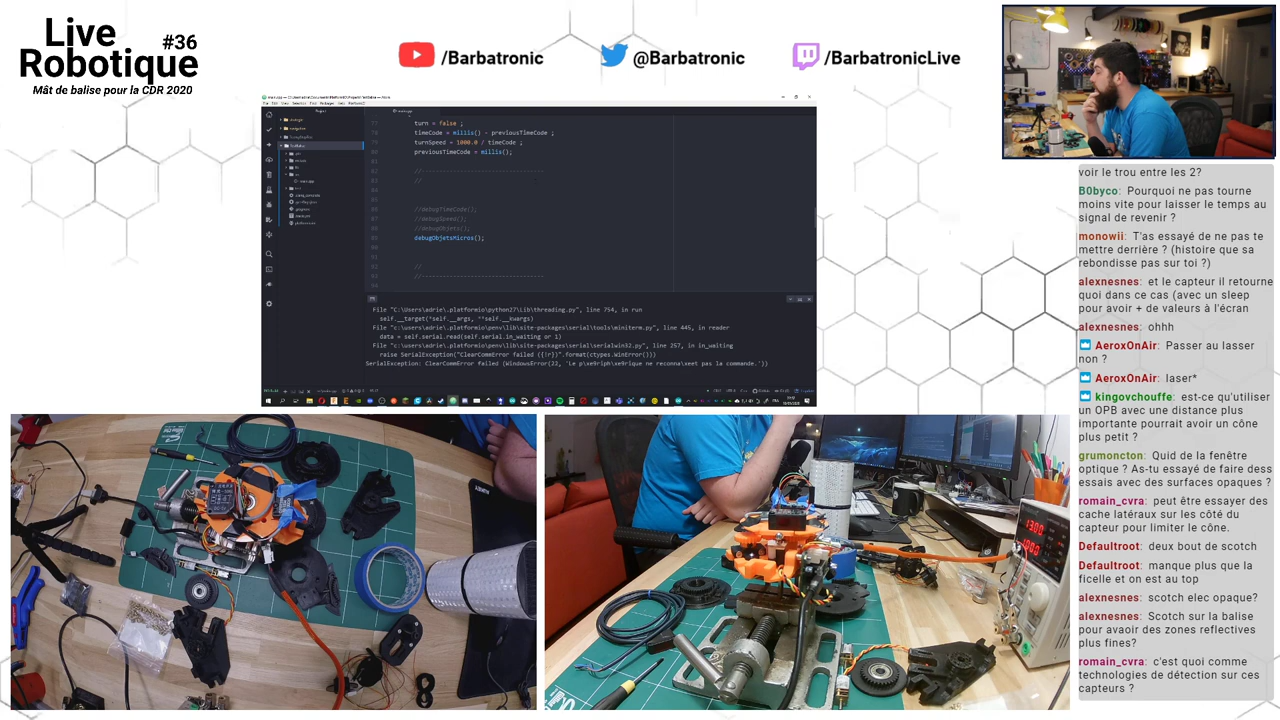 Live
Robotique #36
Mât de balise pour la CDR 2020
/Barbatronic
@Barbatronic
/BarbatronicLive
turn = false ;
timeCode = millis() - previousTimeCode ;
turnSpeed = 1000.0 / timeCode ;
previousTimeCode = millis();
//--------------------------------
//
//debugTimeCode();
//debugSpeed();
//debugObjets();
debugObjetsMicros();
//
//--------------------------------
File "C:\Users\adrie\.platformio\python27\Lib\threading.py", line 754, in run
self.__target(*self.__args, **self.__kwargs)
File "c:\users\adrie\.platformio\penv\lib\site-packages\serial\tools\miniterm.py", line 445, in reader
data = self.serial.read(self.serial.in_waiting or 1)
File "c:\users\adrie\.platformio\penv\lib\site-packages\serial\serialwin32.py", line 257, in in_waiting
raise SerialException("ClearCommError failed ({!r})".format(ctypes.WinError()))
SerialException: ClearCommError failed (WindowsError(22, 'Le p\xe9riph\xe9rique ne reconna\xeet pas la commande.'))
voir le trou entre les 2?
B0byco: Pourquoi ne pas tourne
moins vite pour laisser le temps au
signal de revenir ?
monowii: T'as essayé de ne pas te
mettre derrière ? (histoire que sa
rebondisse pas sur toi ?)
alexnesnes: et le capteur il retourne
quoi dans ce cas (avec un sleep
pour avoir + de valeurs à l'écran
alexnesnes: ohhh
AeroxOnAir: Passer au lasser
non ?
AeroxOnAir: laser*
kingovchouffe: est-ce qu'utiliser
un OPB avec une distance plus
importante pourrait avoir un cône
plus petit ?
grumoncton: Quid de la fenêtre
optique ? As-tu essayé de faire dess
essais avec des surfaces opaques ?
romain_cvra: peut être essayer des
cache latéraux sur les côté du
capteur pour limiter le cône.
Defaultroot: deux bout de scotch
Defaultroot: manque plus que la
ficelle et on est au top
alexnesnes: scotch elec opaque?
alexnesnes: Scotch sur la balise
pour avaoir des zones reflectives
plus fines?
romain_cvra: c'est quoi comme
technologies de détection sur ces
capteurs ?